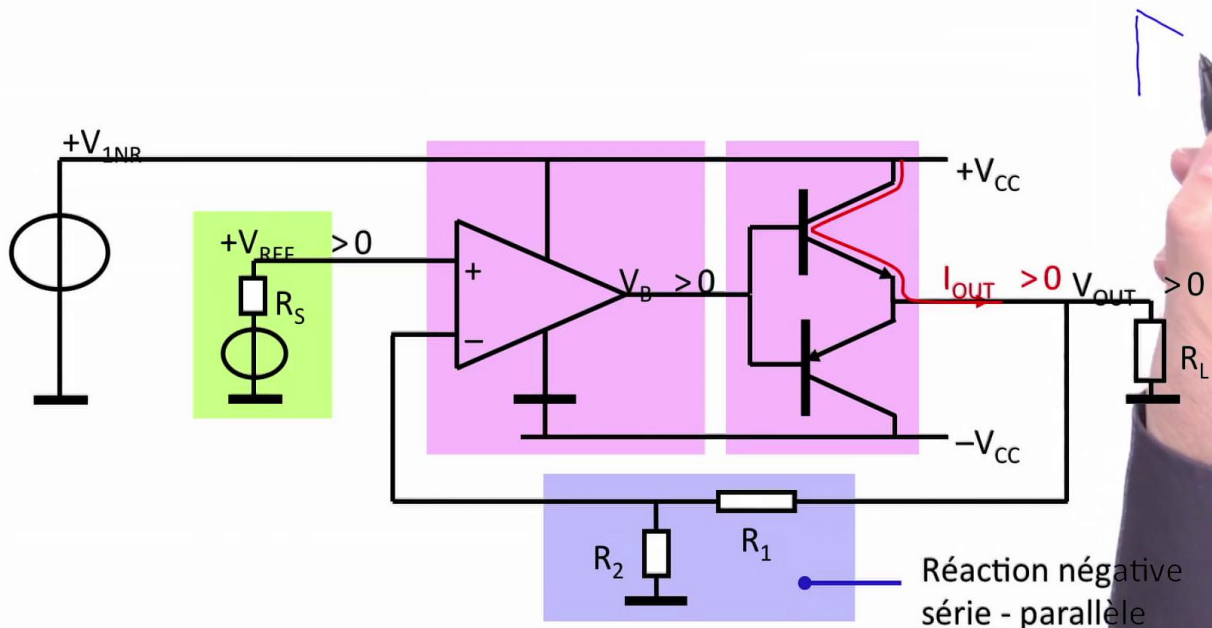 +V1NR
+VCC
+VREF >0
+
RS
VB >0
IOUT >0
VOUT >0
–
RL
–VCC
R2
R1
Réaction négative
série - parallèle